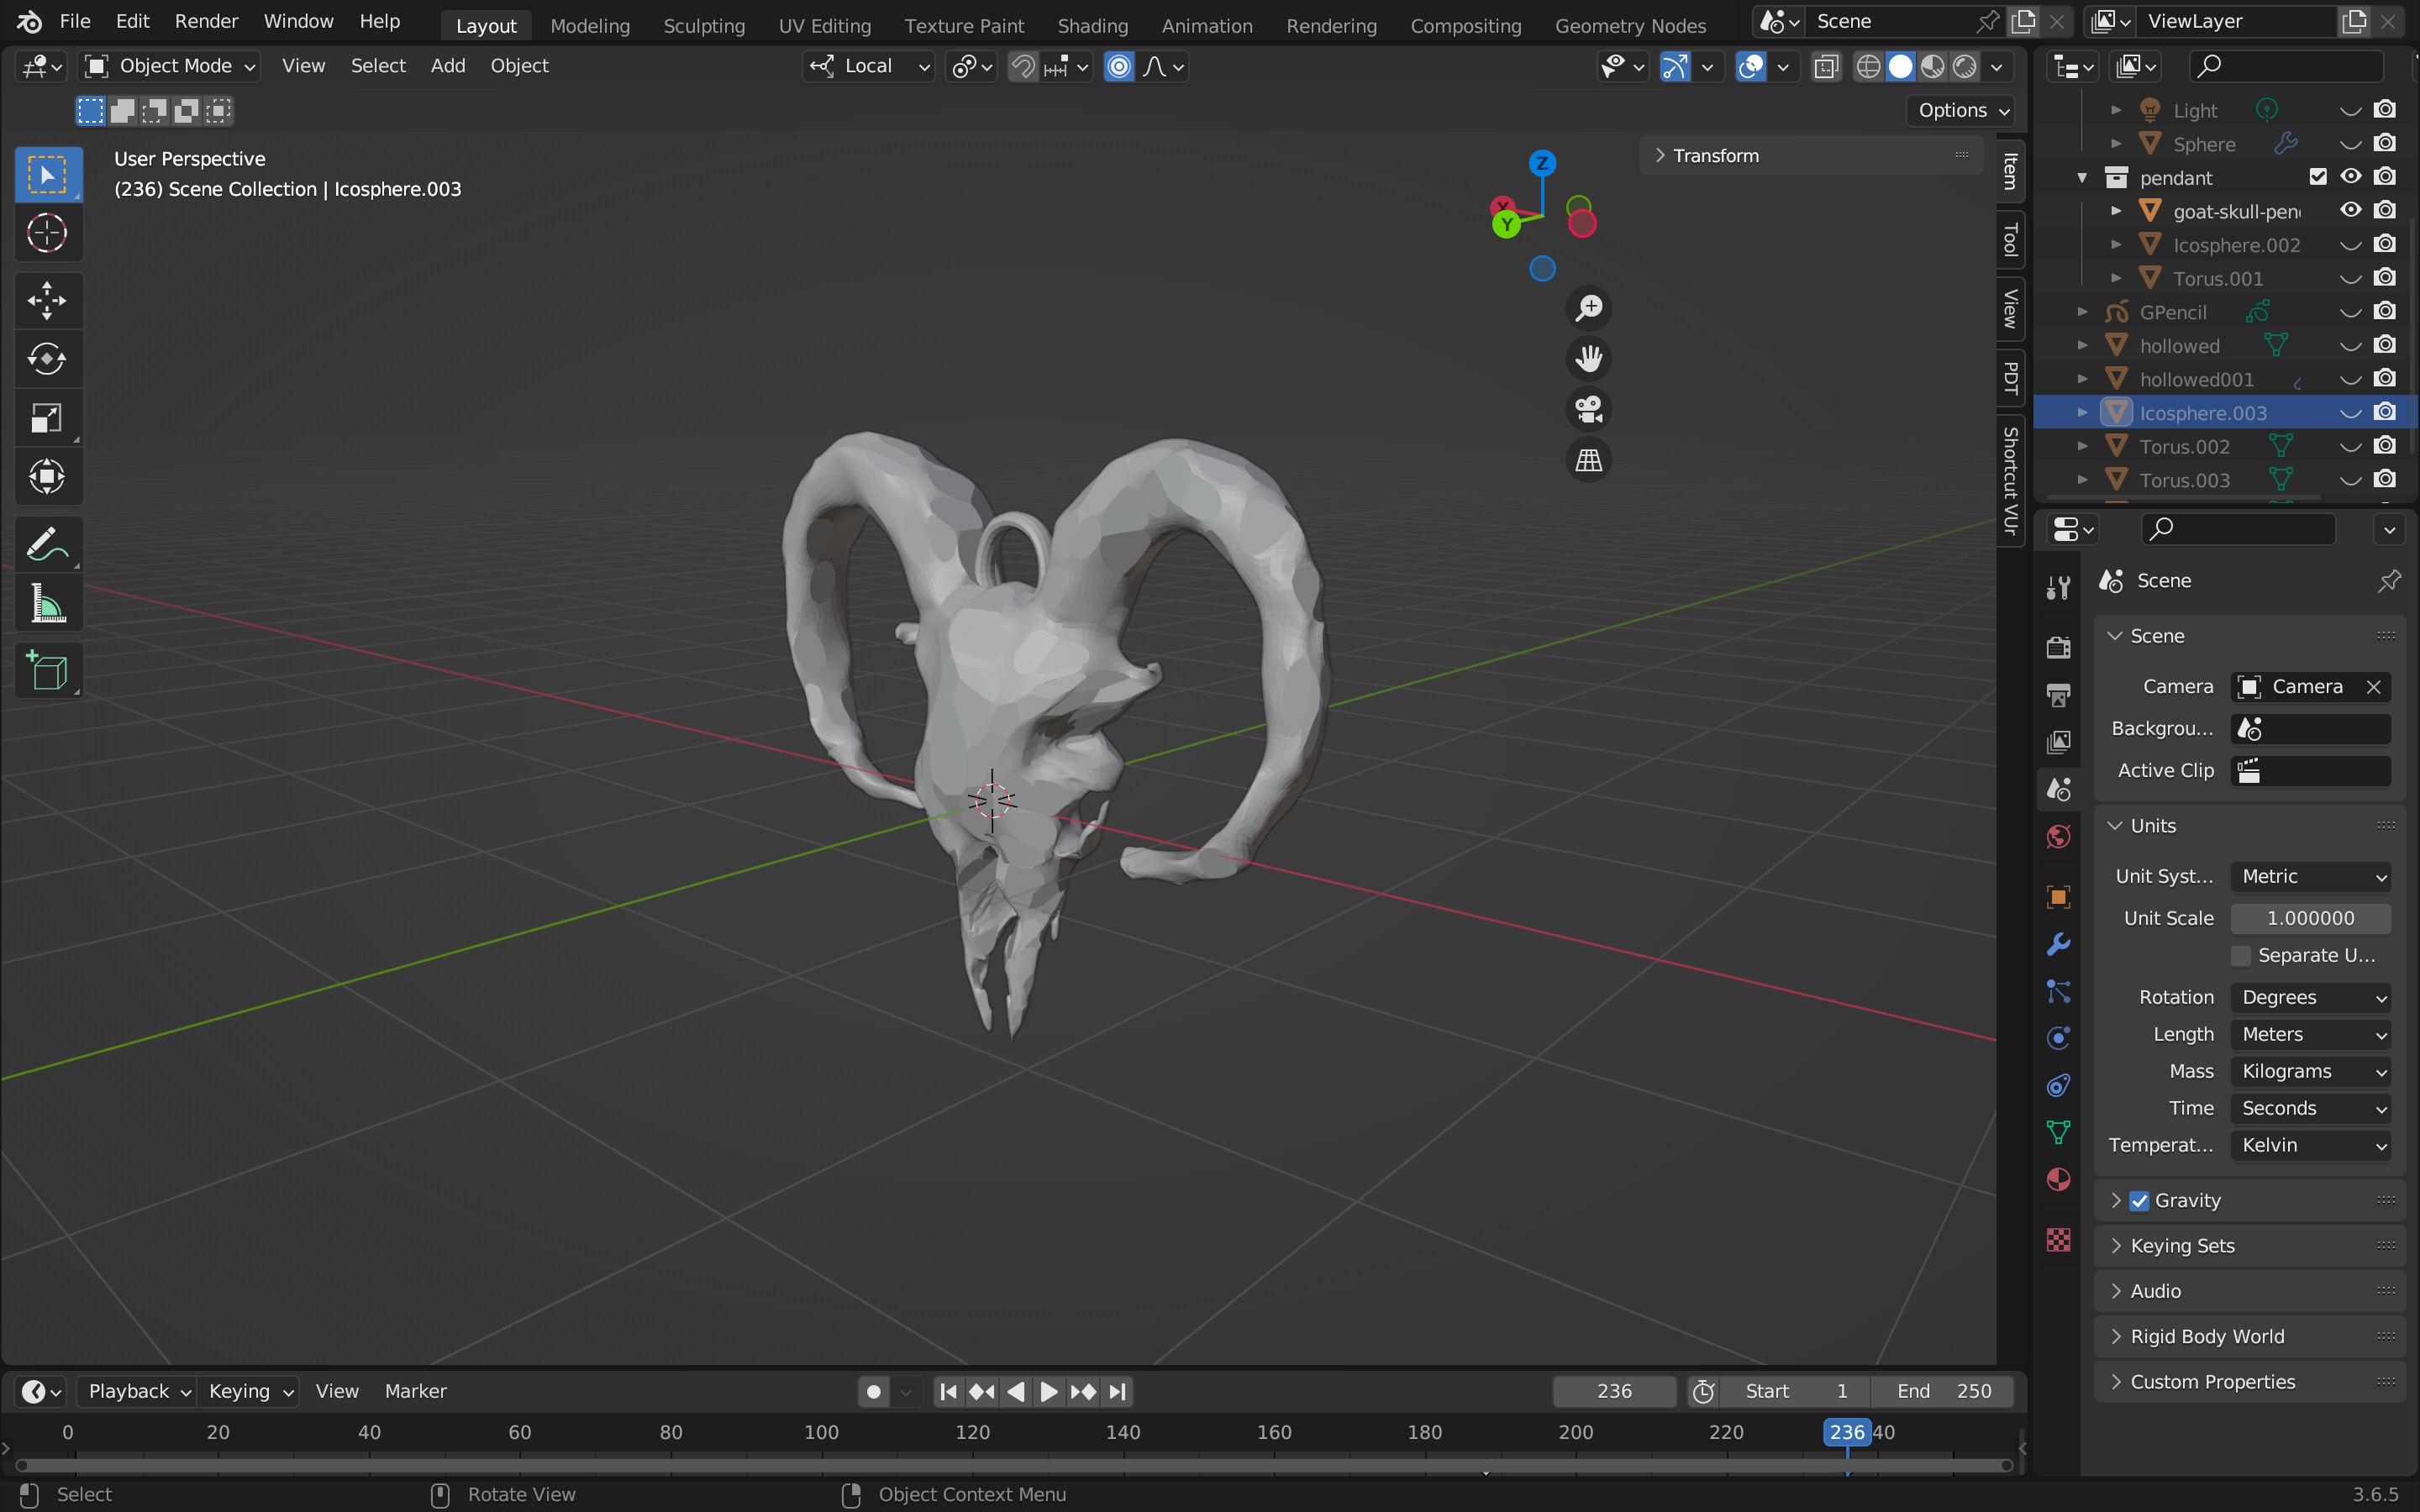 File Edit Render Window Help Layout Modeling Sculpting UV Editing Texture Paint Shading Animation Rendering Compositing Geometry Nodes Scene ViewLayer
Object Mode View Select Add Object Local
Options
User Perspective
(236) Scene Collection | Icosphere.003
Z
X
Y
Transform
Item
Tool
View
PDT
Shortcut VUr
Light
Sphere
pendant
goat-skull-pen
Icosphere.002
Torus.001
GPencil
hollowed
hollowed001
Icosphere.003
Torus.002
Torus.003
Scene
Scene
Camera Camera
Backgrou...
Active Clip
Units
Unit Syst... Metric
Unit Scale 1.000000
Separate U...
Rotation Degrees
Length Meters
Mass Kilograms
Time Seconds
Temperat... Kelvin
Gravity
Keying Sets
Audio
Rigid Body World
Custom Properties
Playback Keying View Marker 236 Start 1 End 250
0 20 40 60 80 100 120 140 160 180 200 220 236 40
Select Rotate View Object Context Menu 3.6.5